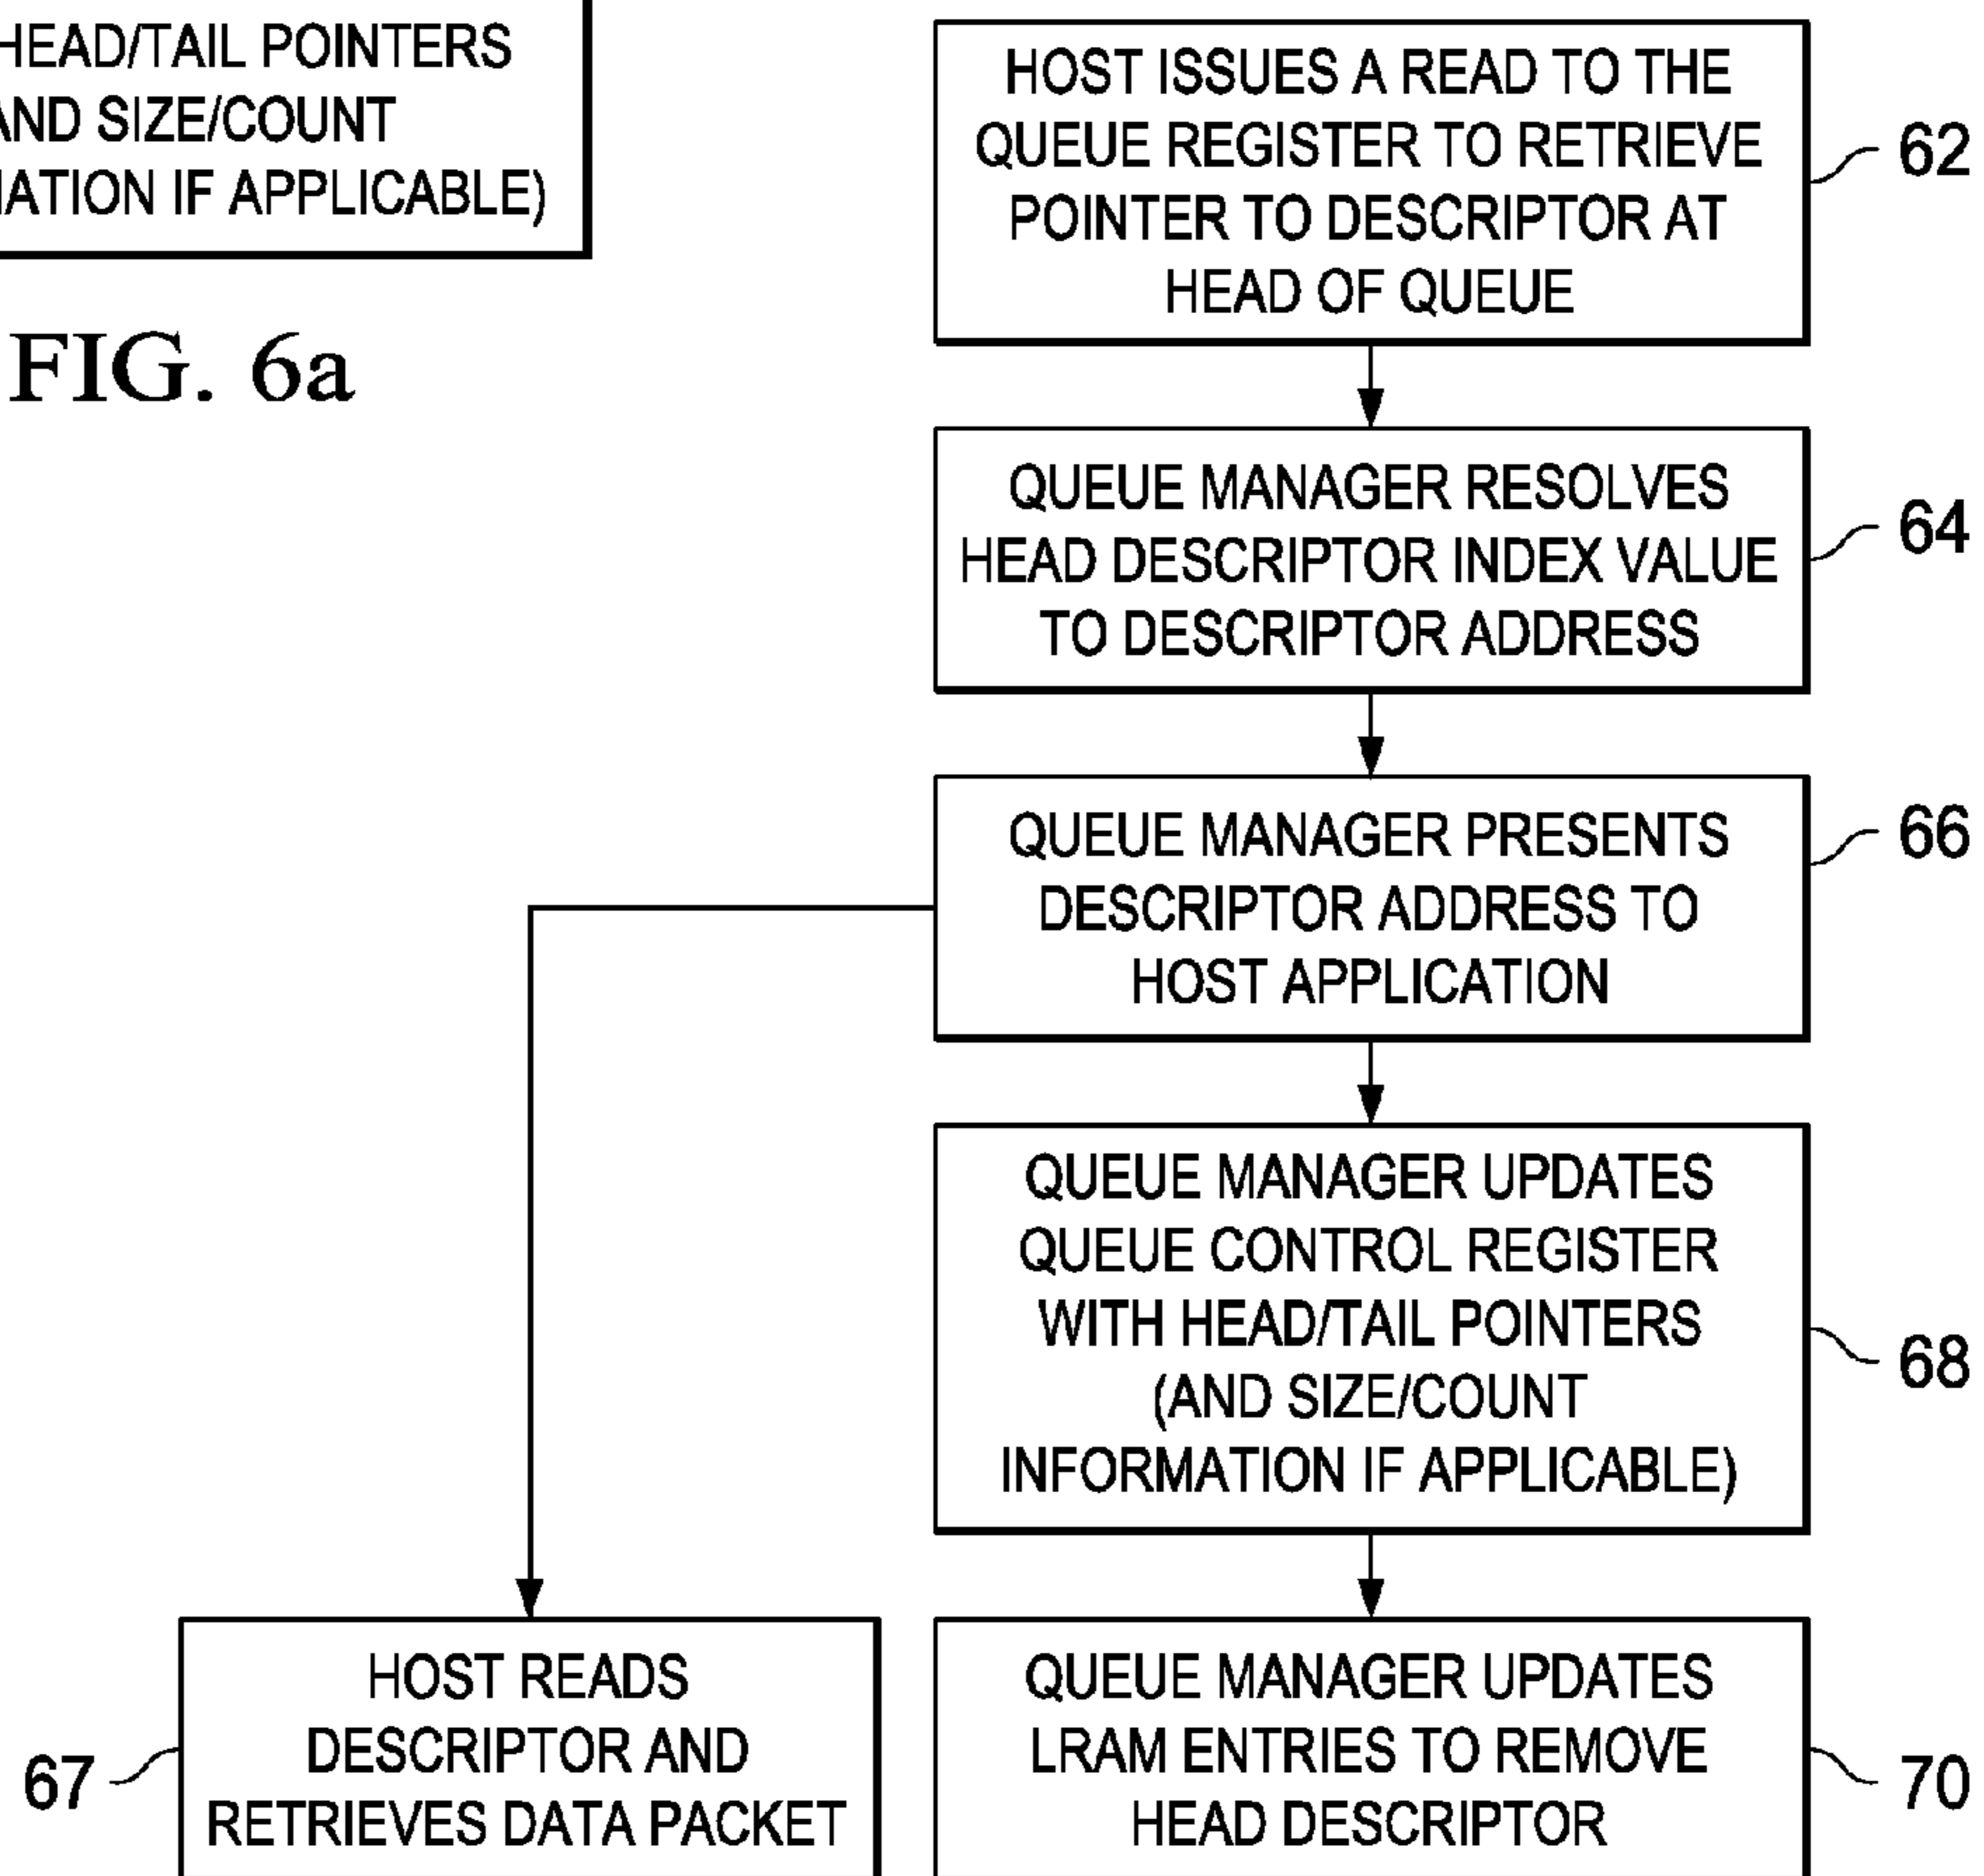 HEAD/TAIL POINTERS
AND SIZE/COUNT
IF APPLICABLE)
FIG. 6a
HOST ISSUES A READ TO THE
QUEUE REGISTER TO RETRIEVE
POINTER TO DESCRIPTOR AT
HEAD OF QUEUE
62
QUEUE MANAGER RESOLVES
HEAD DESCRIPTOR INDEX VALUE
TO DESCRIPTOR ADDRESS
64
QUEUE MANAGER PRESENTS
DESCRIPTOR ADDRESS TO
HOST APPLICATION
66
QUEUE MANAGER UPDATES
QUEUE CONTROL REGISTER
WITH HEAD/TAIL POINTERS
(AND SIZE/COUNT
INFORMATION IF APPLICABLE)
68
67
HOST READS
DESCRIPTOR AND
RETRIEVES DATA PACKET
QUEUE MANAGER UPDATES
LRAM ENTRIES TO REMOVE
HEAD DESCRIPTOR
70